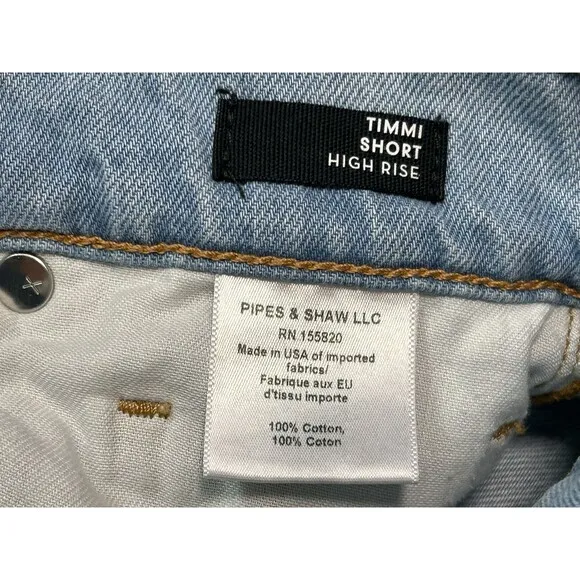 TIMMI
SHORT
HIGH RISE
PIPES & SHAW LLC
RN 155820
Made in USA of imported
fabrics/
Fabrique aux EU
d'tissu importe
100% Cotton,
100% Coton